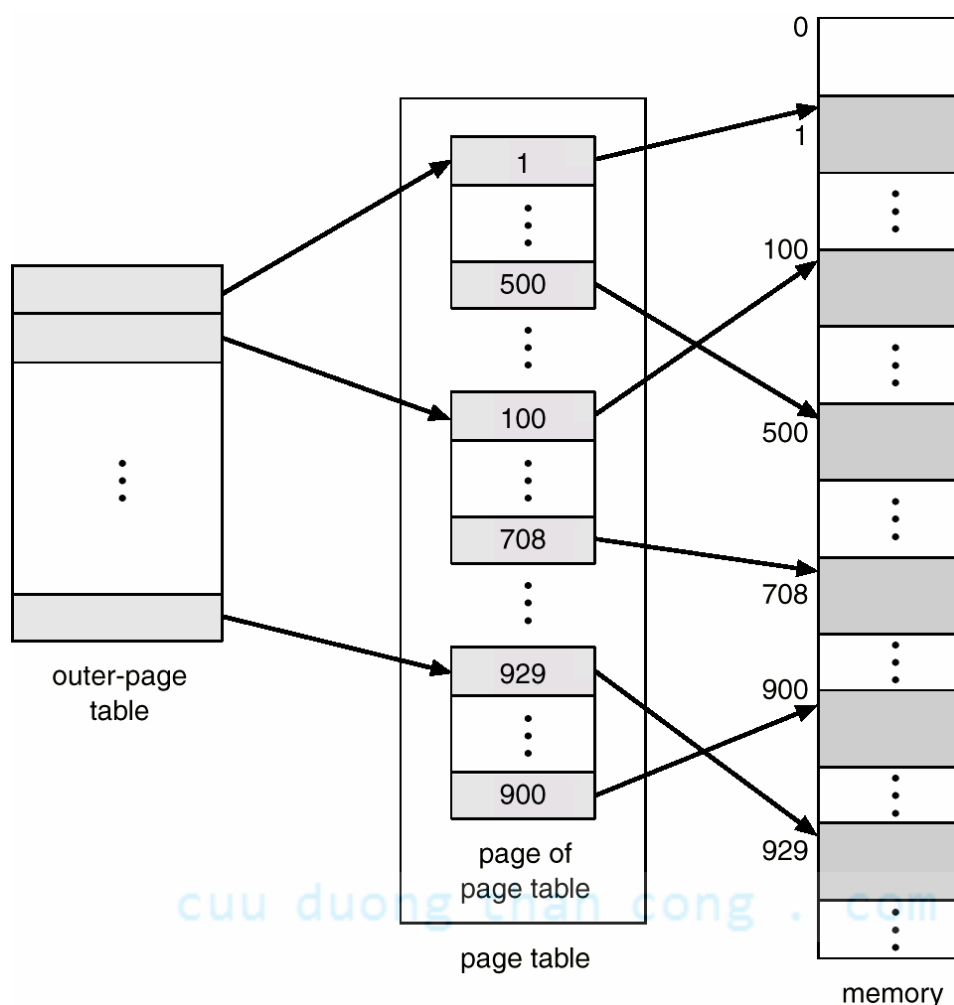 0
1
1
100
500
100
500
708
708
900
outer-page
table
929
900
929
page of
page table
cuu duong than cong . com
page table
memory